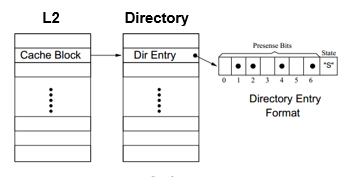 L2
Directory
Presense Bits
State
Cache Block
Dir Entry
"S"
0 1 2 3 4 5 6
Directory Entry
Format